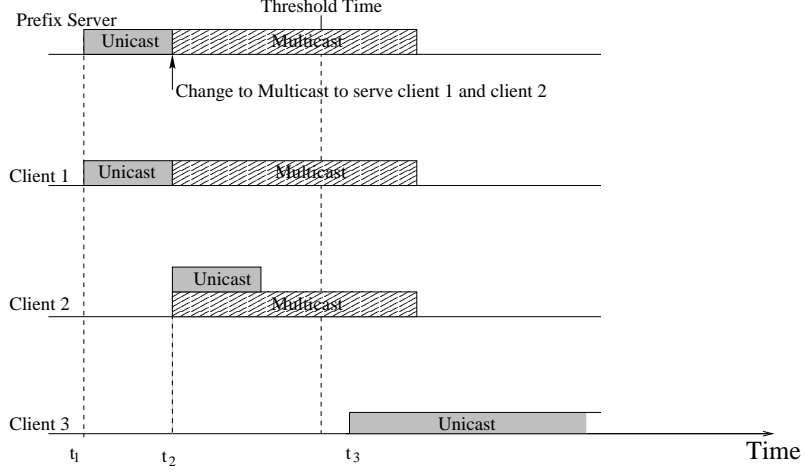 Threshold Time
Prefix Server
Unicast
Multicast
Change to Multicast to serve client 1 and client 2
Client 1
Unicast
Multicast
Unicast
Client 2
Multicast
Client 3
Unicast
t1
t2
t3
Time